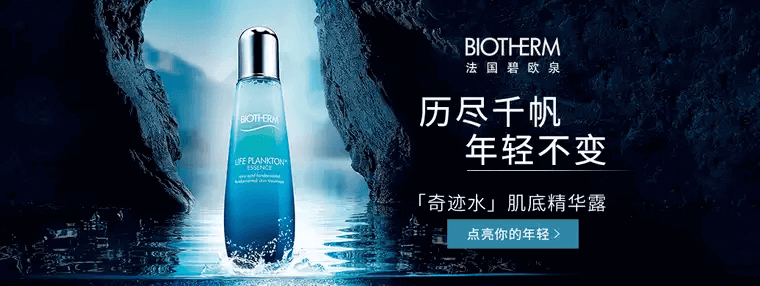 BIOTHERM
LIFE PLANKTON™
ESSENCE
BIOTHERM
法国碧欧泉
历尽千帆
年轻不变
「奇迹水」肌底精华露
点亮你的年轻 >